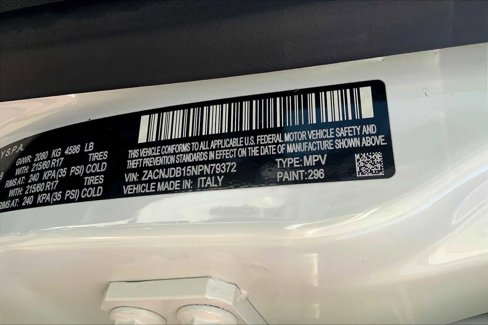 Y S.P.A.
GVWR: 2080 KG 4586 LB
WITH: 215/60 R17 TIRES
RIMS AT: 240 KPA (35 PSI) COLD
WITH: 215/60 R17 TIRES
RIMS AT: 240 KPA (35 PSI) COLD
THIS VEHICLE CONFORMS TO ALL APPLICABLE U.S. FEDERAL MOTOR VEHICLE SAFETY AND
THEFT PREVENTION STANDARDS IN EFFECT ON THE DATE OF MANUFACTURE SHOWN ABOVE.
VIN: ZACNJDB15NPN79372 TYPE: MPV
VEHICLE MADE IN: ITALY PAINT: 296